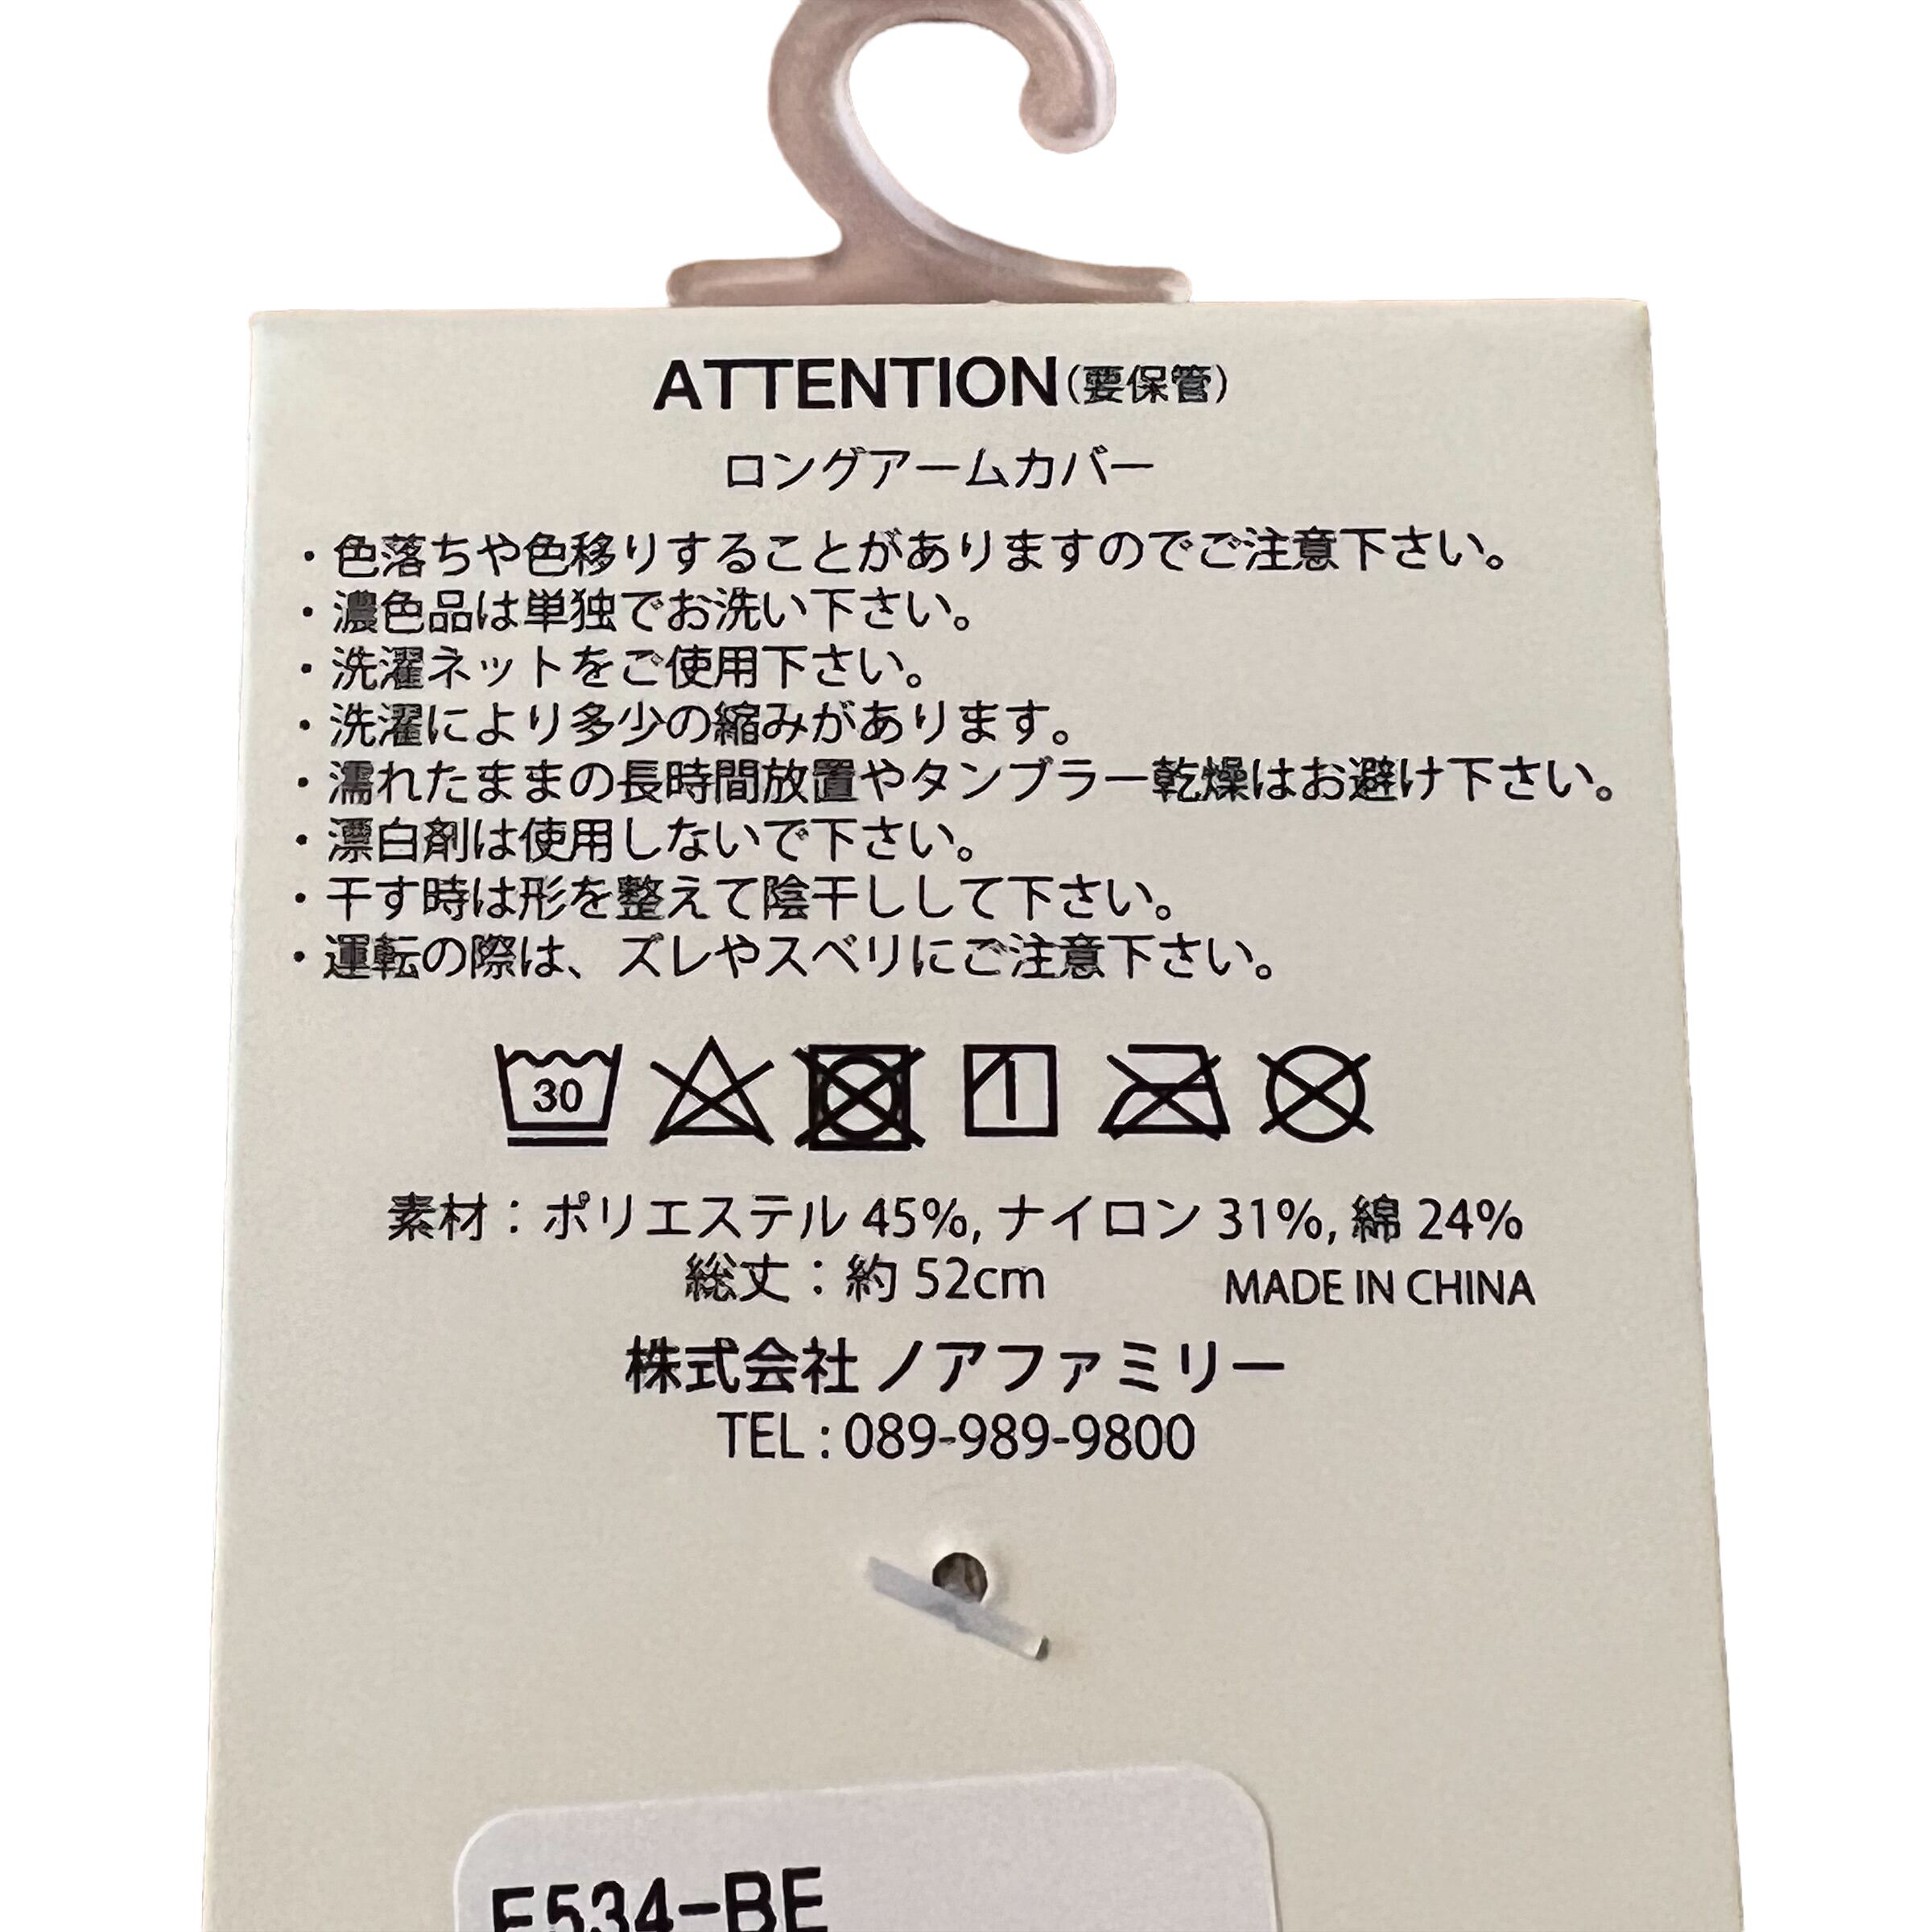 ATTENTION(要保管)
ロングアームカバー
・色落ちや色移りすることがありますのでご注意下さい。
・濃色品は単独でお洗い下さい。
・洗濯ネットをご使用下さい。
・洗濯により多少の縮みがあります。
・濡れたままの長時間放置やタンブラー乾燥はお避け下さい。
・漂白剤は使用しないで下さい。
・干す時は形を整えて陰干しして下さい。
・運転の際は、ズレやスベリにご注意下さい。
30
素材：ポリエステル 45%, ナイロン 31%, 綿 24%
総丈：約 52cm MADE IN CHINA
株式会社 ノアファミリー
TEL : 089-989-9800